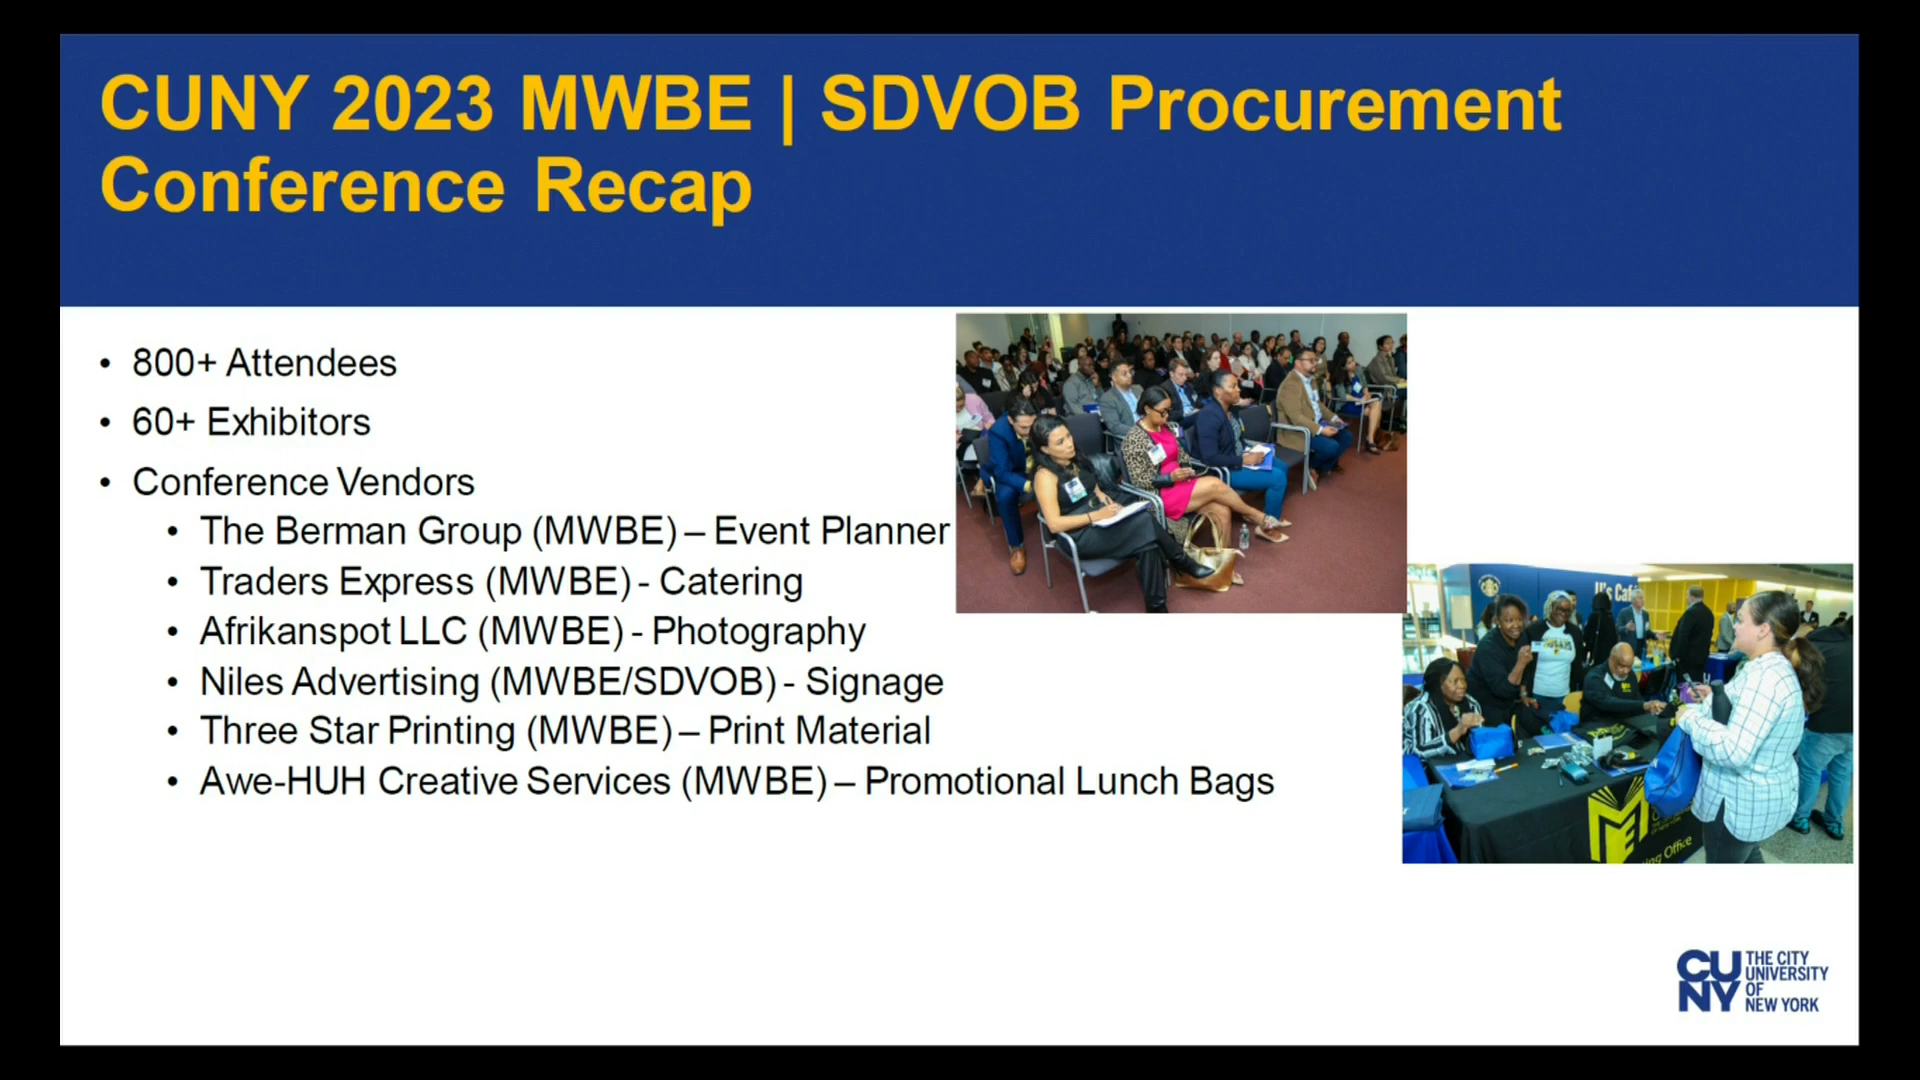 CUNY 2023 MWBE | SDVOB Procurement
Conference Recap
• 800+ Attendees
• 60+ Exhibitors
• Conference Vendors
• The Berman Group (MWBE) – Event Planner
• Traders Express (MWBE) - Catering
• Afrikanspot LLC (MWBE) - Photography
• Niles Advertising (MWBE/SDVOB) - Signage
• Three Star Printing (MWBE) – Print Material
• Awe-HUH Creative Services (MWBE) – Promotional Lunch Bags
ME
Office
CU
NY
THE CITY
UNIVERSITY
OF
NEW YORK